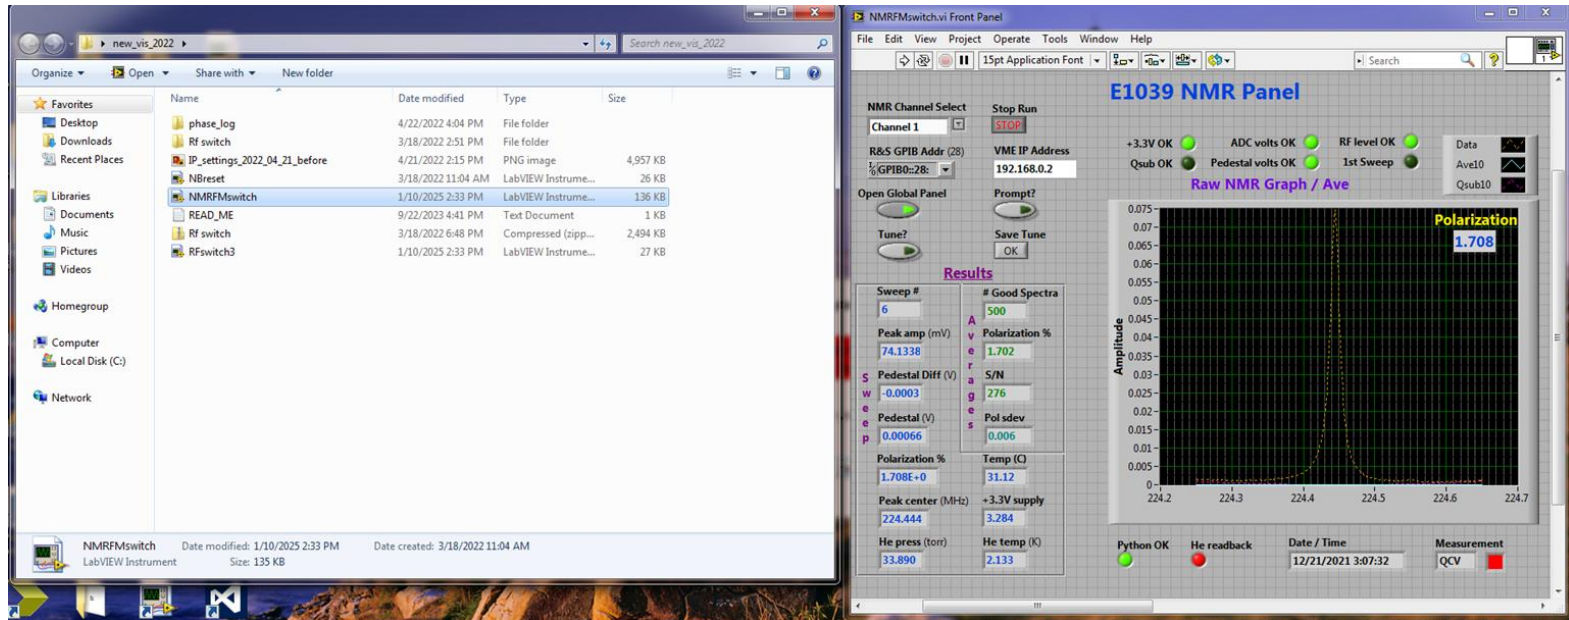 new_vis_2022
Search new_vis_2022
Organize
Open
Share with
New folder
Favorites
Desktop
Downloads
Recent Places
Libraries
Documents
Music
Pictures
Videos
Homegroup
Computer
Local Disk (C:)
Network
Name Date modified Type Size
phase_log 4/22/2022 4:04 PM File folder
Rf switch 3/18/2022 2:51 PM File folder
IP_settings_2022_04_21_before 4/21/2022 2:15 PM PNG image 4,957 KB
NBreset 3/18/2022 11:04 AM LabVIEW Instrume... 26 KB
NMRFMswitch 1/10/2025 2:33 PM LabVIEW Instrume... 136 KB
READ_ME 9/22/2023 4:41 PM Text Document 1 KB
Rf switch 3/18/2022 6:48 PM Compressed (zipp... 2,494 KB
RFswitch3 1/10/2025 2:33 PM LabVIEW Instrume... 27 KB
NMRFMswitch Date modified: 1/10/2025 2:33 PM Date created: 3/18/2022 11:04 AM
LabVIEW Instrument Size: 135 KB
NMRFMswitch.vi Front Panel
File Edit View Project Operate Tools Window Help
15pt Application Font
Search
1
E1039 NMR Panel
NMR Channel Select
Channel 1
Stop Run
STOP
R&S GPIB Addr (28)
GPIB0::28:
VME IP Address
192.168.0.2
Open Global Panel
Prompt?
Tune?
Save Tune
OK
+3.3V OK
ADC volts OK
RF level OK
Qsub OK
Pedestal volts OK
1st Sweep
Data
Ave10
Qsub10
Results
Sweep
Sweep #
6
Peak amp (mV)
74.1338
Pedestal Diff (V)
-0.0003
Pedestal (V)
0.00066
Polarization %
1.708E+0
Peak center (MHz)
224.444
He press (torr)
33.890
Averages
# Good Spectra
500
Polarization %
1.702
S/N
276
Pol sdev
0.006
Temp (C)
31.12
+3.3V supply
3.284
He temp (K)
2.133
Raw NMR Graph / Ave
Polarization
1.708
Amplitude
0.075
0.07
0.065
0.06
0.055
0.05
0.045
0.04
0.035
0.03
0.025
0.02
0.015
0.01
0.005
0
224.2 224.3 224.4 224.5 224.6 224.7
Python OK
He readback
Date / Time
12/21/2021 3:07:32
Measurement
QCV